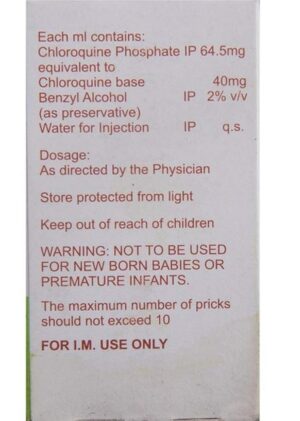 Each ml contains:
Chloroquine Phosphate IP 64.5mg
equivalent to
Chloroquine base 40mg
Benzyl Alcohol IP 2% v/v
(as preservative)
Water for Injection IP q.s.
Dosage:
As directed by the Physician
Store protected from light
Keep out of reach of children
WARNING: NOT TO BE USED
FOR NEW BORN BABIES OR
PREMATURE INFANTS.
The maximum number of pricks
should not exceed 10
FOR I.M. USE ONLY